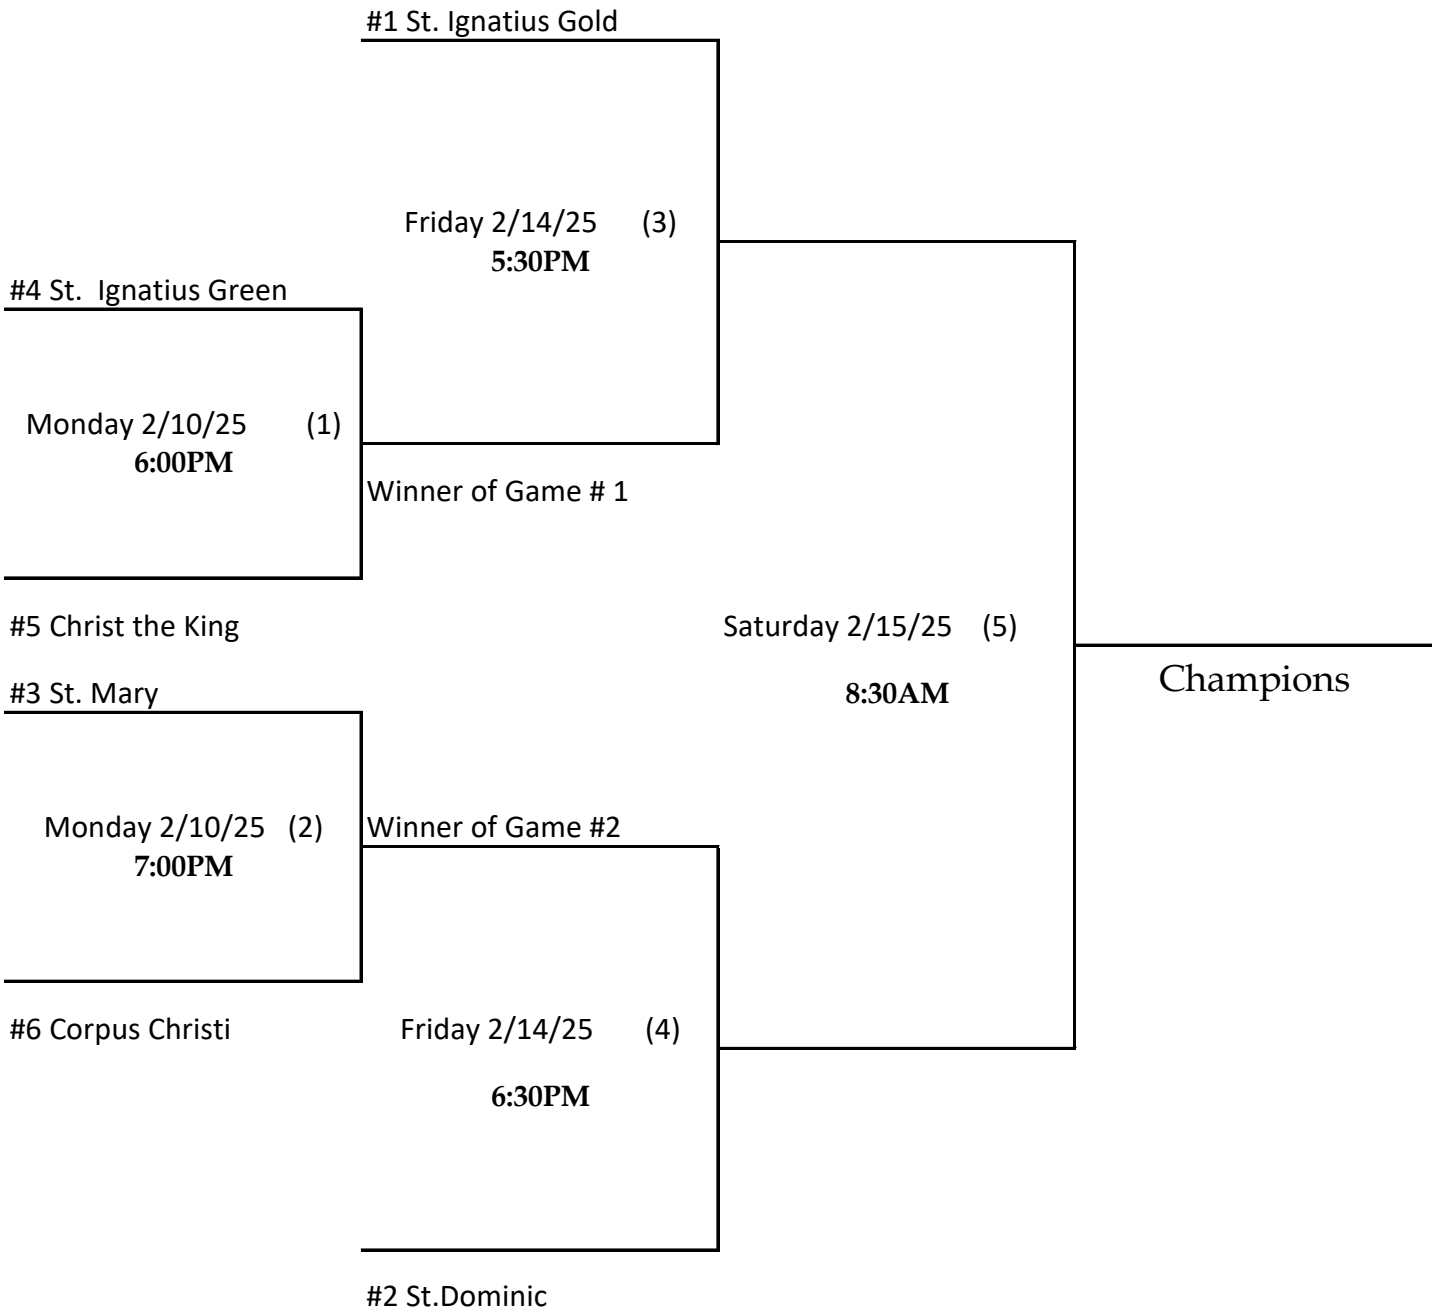 #1 St. Ignatius Gold
Friday 2/14/25 (3)
5:30PM
#4 St.  Ignatius Green
Monday 2/10/25 (1)
6:00PM
Winner of Game # 1
#5 Christ the King
Saturday 2/15/25 (5)
#3 St. Mary
8:30AM
Champions
Monday 2/10/25 (2)
7:00PM
Winner of Game #2
#6 Corpus Christi
Friday 2/14/25 (4)
6:30PM
#2 St.Dominic